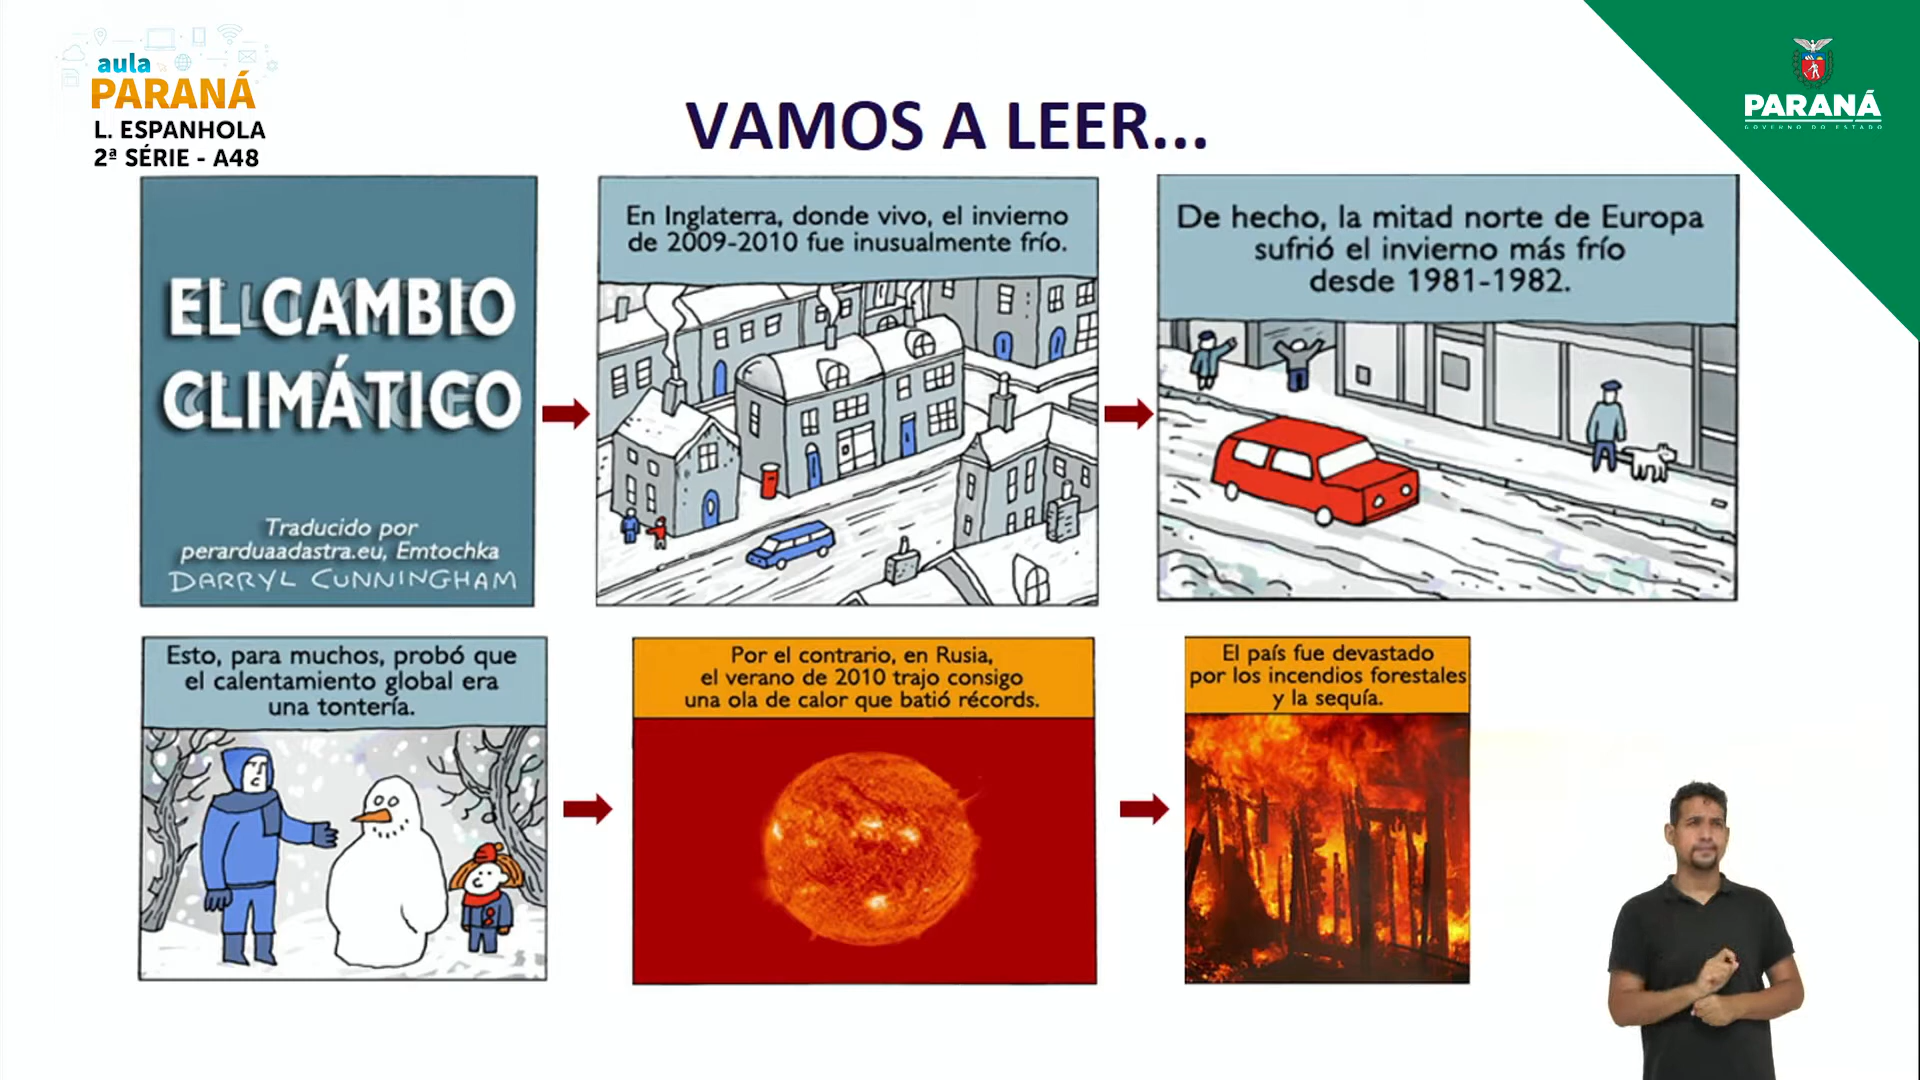 aula
PARANÁ
L. ESPANHOLA
2ª SÉRIE - A48
VAMOS A LEER...
PARANÁ
GOVERNO DO ESTADO
EL CAMBIO
CLIMÁTICO
Traducido por
perarduaadastra.eu, Emtochka
DARRYL CUNNINGHAM
En Inglaterra, donde vivo, el invierno
de 2009-2010 fue inusualmente frío.
De hecho, la mitad norte de Europa
sufrió el invierno más frío
desde 1981-1982.
Esto, para muchos, probó que
el calentamiento global era
una tontería.
Por el contrario, en Rusia,
el verano de 2010 trajo consigo
una ola de calor que batió récords.
El país fue devastado
por los incendios forestales
y la sequía.